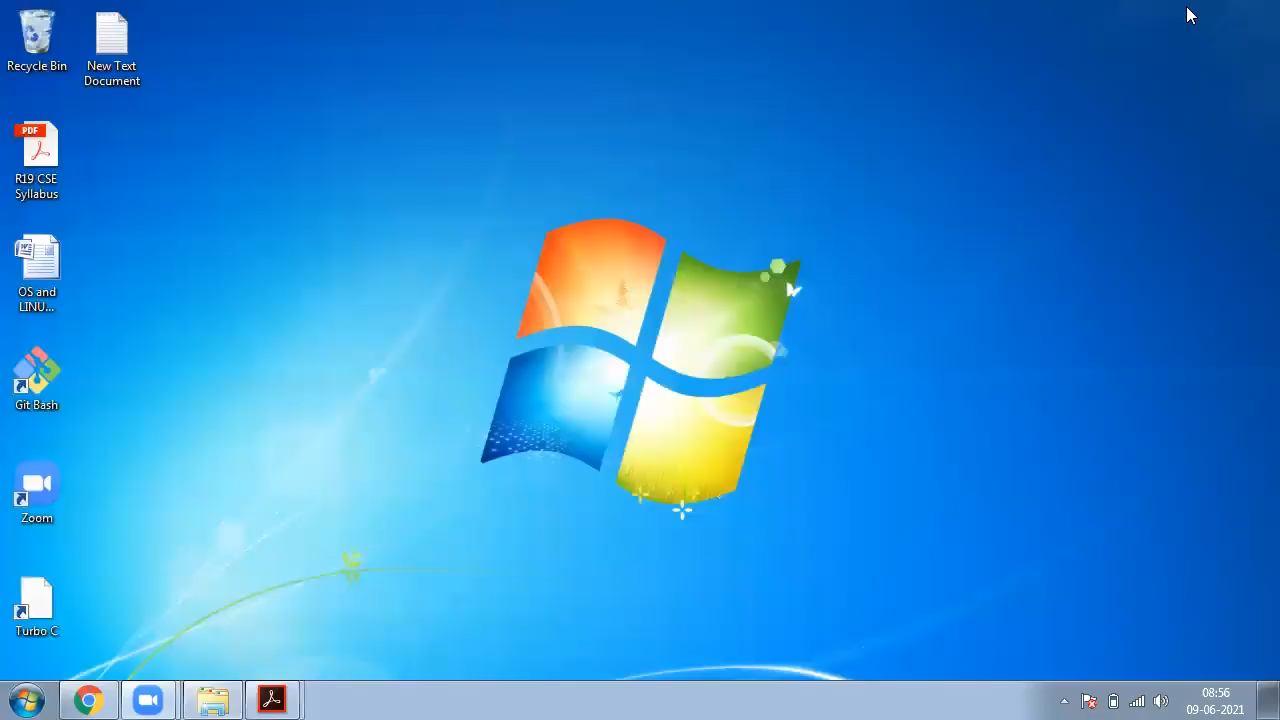 Recycle Bin
New Text
Document
PDF
R19 CSE
Syllabus
W
OS and
LINU...
Git Bash
Zoom
Turbo C
08:56
09-06-2021